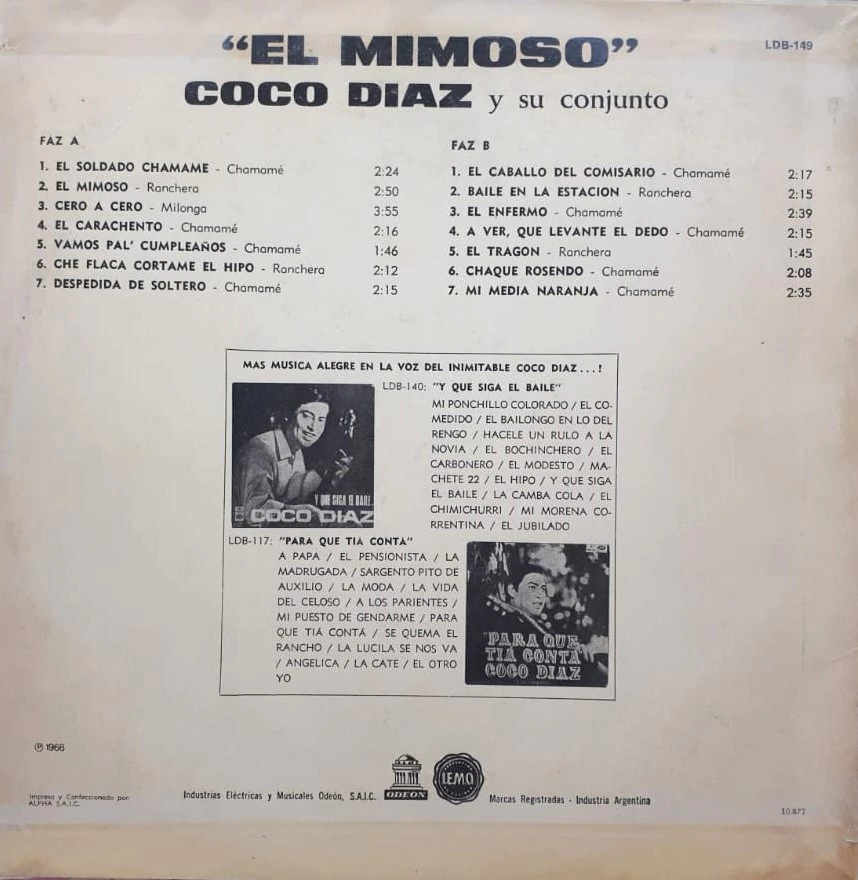 "EL MIMOSO"
LDB-149
COCO DIAZ y su conjunto
FAZ A
1. EL SOLDADO CHAMAME - Chamamé 2:24
2. EL MIMOSO - Ranchera 2:50
3. CERO A CERO - Milonga 3:55
4. EL CARACHENTO - Chamamé 2:16
5. VAMOS PAL' CUMPLEAÑOS - Chamamé 1:46
6. CHE FLACA CORTAME EL HIPO - Ranchera 2:12
7. DESPEDIDA DE SOLTERO - Chamamé 2:15
FAZ B
1. EL CABALLO DEL COMISARIO - Chamamé 2:17
2. BAILE EN LA ESTACION - Ranchera 2:15
3. EL ENFERMO - Chamamé 2:39
4. A VER, QUE LEVANTE EL DEDO - Chamamé 2:15
5. EL TRAGON - Ranchera 1:45
6. CHAQUE ROSENDO - Chamamé 2:08
7. MI MEDIA NARANJA - Chamamé 2:35
MAS MUSICA ALEGRE EN LA VOZ DEL INIMITABLE COCO DIAZ...!
LDB-140: "Y QUE SIGA EL BAILE"
MI PONCHILLO COLORADO / EL CO-
MEDIDO / EL BAILONGO EN LO DEL
RENGO / HACELE UN RULO A LA
NOVIA / EL BOCHINCHERO / EL
CARBONERO / EL MODESTO / MA-
CHETE 22 / EL HIPO / Y QUE SIGA
EL BAILE / LA CAMBA COLA / EL
CHIMICHURRI / MI MORENA CO-
RRENTINA / EL JUBILADO
Y QUE SIGA EL BAILE..
COCO DIAZ
LDB-117: "PARA QUE TIA CONTA"
A PAPA / EL PENSIONISTA / LA
MADRUGADA / SARGENTO PITO DE
AUXILIO / LA MODA / LA VIDA
DEL CELOSO / A LOS PARIENTES /
MI PUESTO DE GENDARME / PARA
QUE TIÁ CONTÁ / SE QUEMA EL
RANCHO / LA LUCILA SE NOS VA
/ ANGELICA / LA CATE / EL OTRO
YO
"PARA QUE
TIÁ CONTA"
COCO DIAZ
℗ 1968
Impreso y Confeccionado por:
ALPHA S.A.I.C.
Industrias Eléctricas y Musicales Odeón, S.A.I.C.
ODEON
I.E.M.O
Marcas Registradas - Industria Argentina
10.877